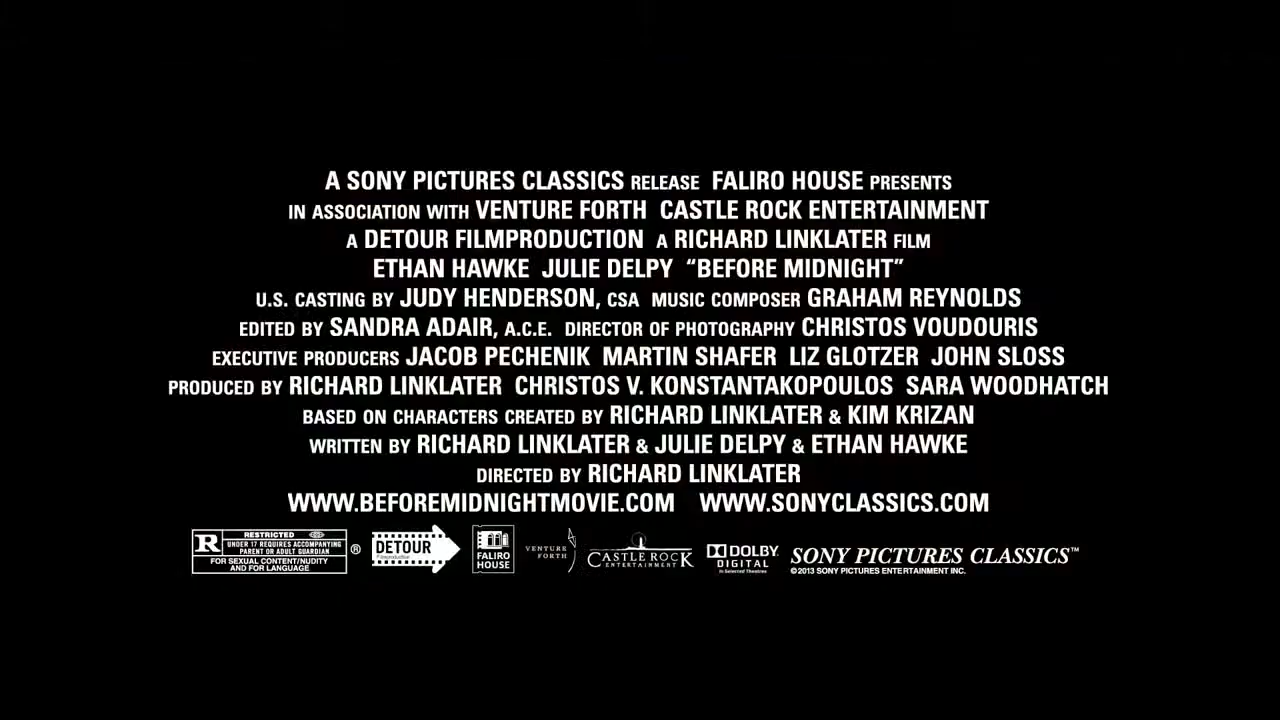 A SONY PICTURES CLASSICS RELEASE FALIRO HOUSE PRESENTS
IN ASSOCIATION WITH VENTURE FORTH CASTLE ROCK ENTERTAINMENT
A DETOUR FILMPRODUCTION A RICHARD LINKLATER FILM
ETHAN HAWKE JULIE DELPY “BEFORE MIDNIGHT”
U.S. CASTING BY JUDY HENDERSON, CSA MUSIC COMPOSER GRAHAM REYNOLDS
EDITED BY SANDRA ADAIR, A.C.E. DIRECTOR OF PHOTOGRAPHY CHRISTOS VOUDOURIS
EXECUTIVE PRODUCERS JACOB PECHENIK MARTIN SHAFER LIZ GLOTZER JOHN SLOSS
PRODUCED BY RICHARD LINKLATER CHRISTOS V. KONSTANTAKOPOULOS SARA WOODHATCH
BASED ON CHARACTERS CREATED BY RICHARD LINKLATER & KIM KRIZAN
WRITTEN BY RICHARD LINKLATER & JULIE DELPY & ETHAN HAWKE
DIRECTED BY RICHARD LINKLATER
WWW.BEFOREMIDNIGHTMOVIE.COM WWW.SONYCLASSICS.COM
R RESTRICTED
UNDER 17 REQUIRES ACCOMPANYING
PARENT OR ADULT GUARDIAN
FOR SEXUAL CONTENT/NUDITY
AND FOR LANGUAGE
®
DETOUR
Filmproduction
FALIRO
HOUSE
VENTURE
FORTH
CASTLE ROCK
ENTERTAINMENT
DOLBY
DIGITAL
In Selected Theatres
SONY PICTURES CLASSICS™
©2013 SONY PICTURES ENTERTAINMENT INC.